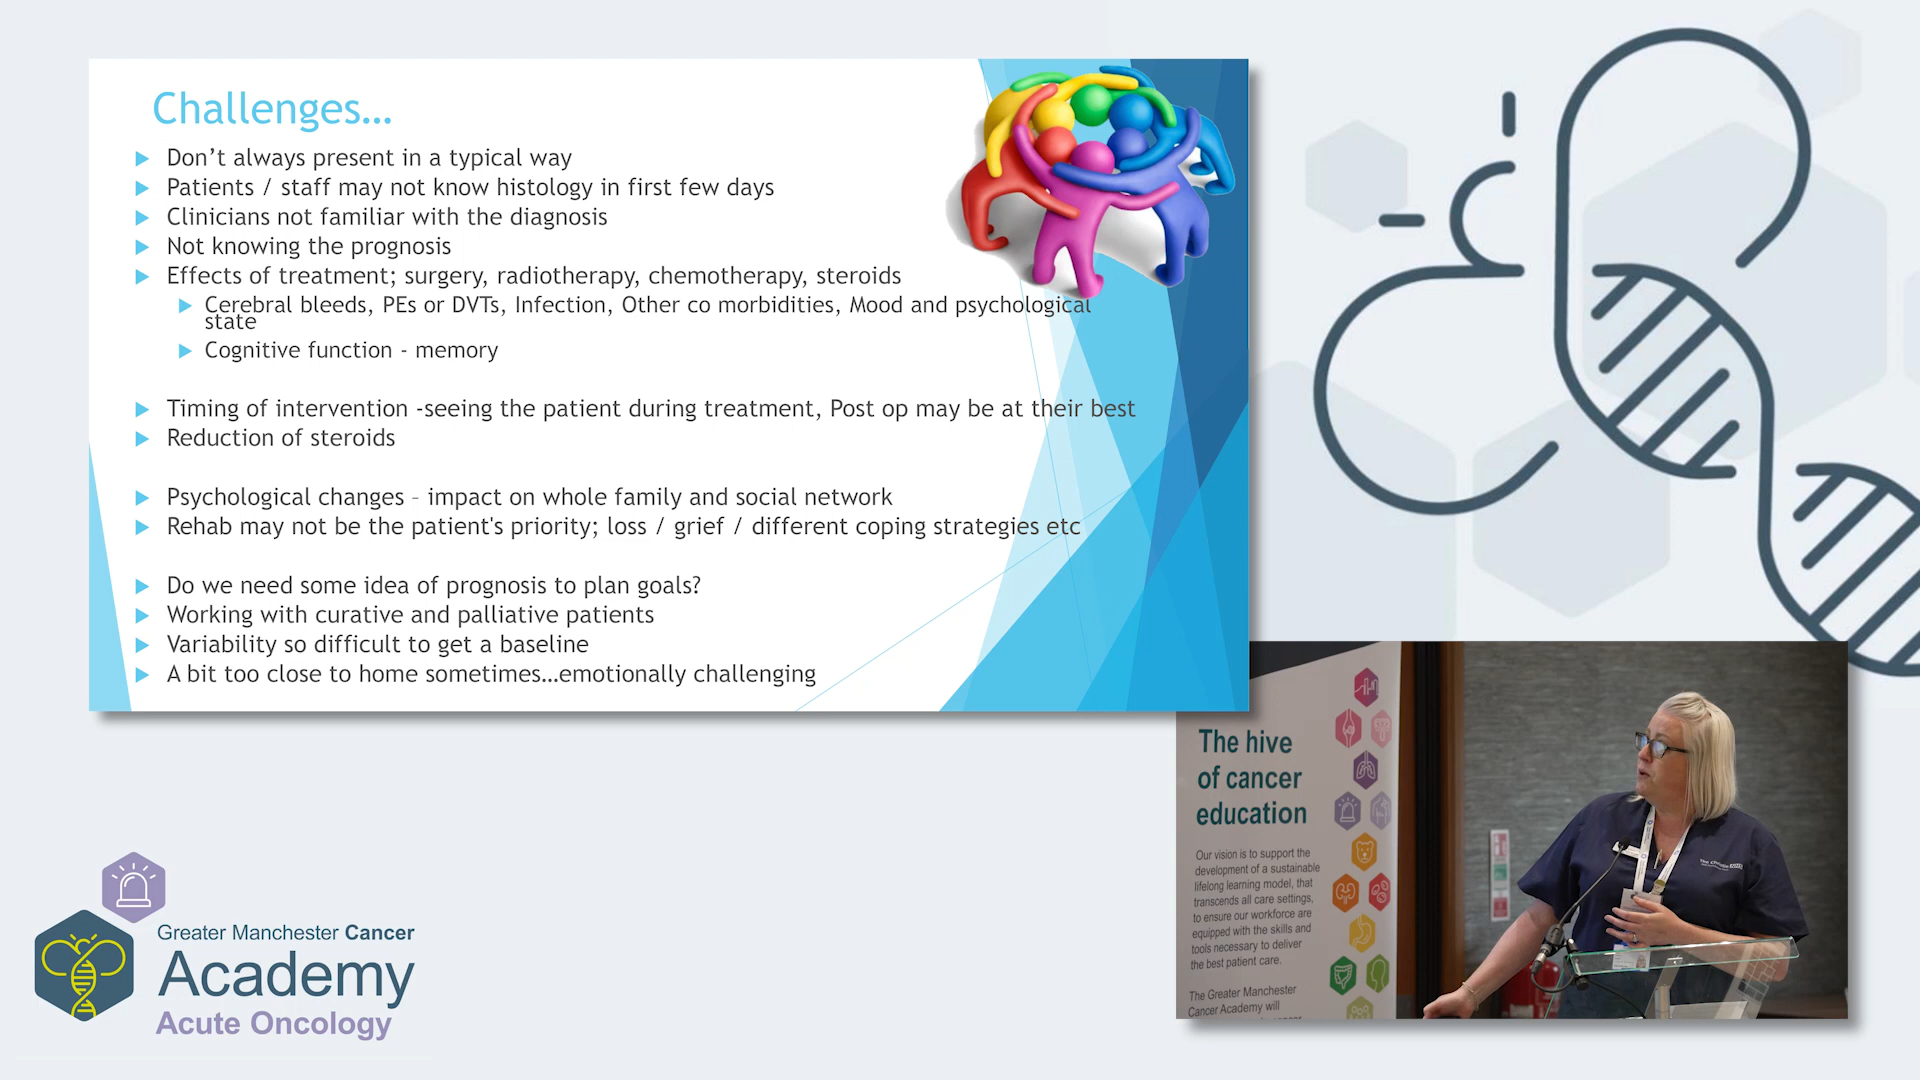 Challenges…
Don’t always present in a typical way
Patients / staff may not know histology in first few days
Clinicians not familiar with the diagnosis
Not knowing the prognosis
Effects of treatment; surgery, radiotherapy, chemotherapy, steroids
Cerebral bleeds, PEs or DVTs, Infection, Other co morbidities, Mood and psychological
state
Cognitive function - memory
Timing of intervention -seeing the patient during treatment, Post op may be at their best
Reduction of steroids
Psychological changes – impact on whole family and social network
Rehab may not be the patient's priority; loss / grief / different coping strategies etc
Do we need some idea of prognosis to plan goals?
Working with curative and palliative patients
Variability so difficult to get a baseline
A bit too close to home sometimes…emotionally challenging
The hive
of cancer
education
Our vision is to support the
development of a sustainable
lifelong learning model, that
transcends all care settings,
to ensure our workforce are
equipped with the skills and
tools necessary to deliver
the best patient care.
The Greater Manchester
Cancer Academy will
The Christie NHS
Greater Manchester Cancer
Academy
Acute Oncology